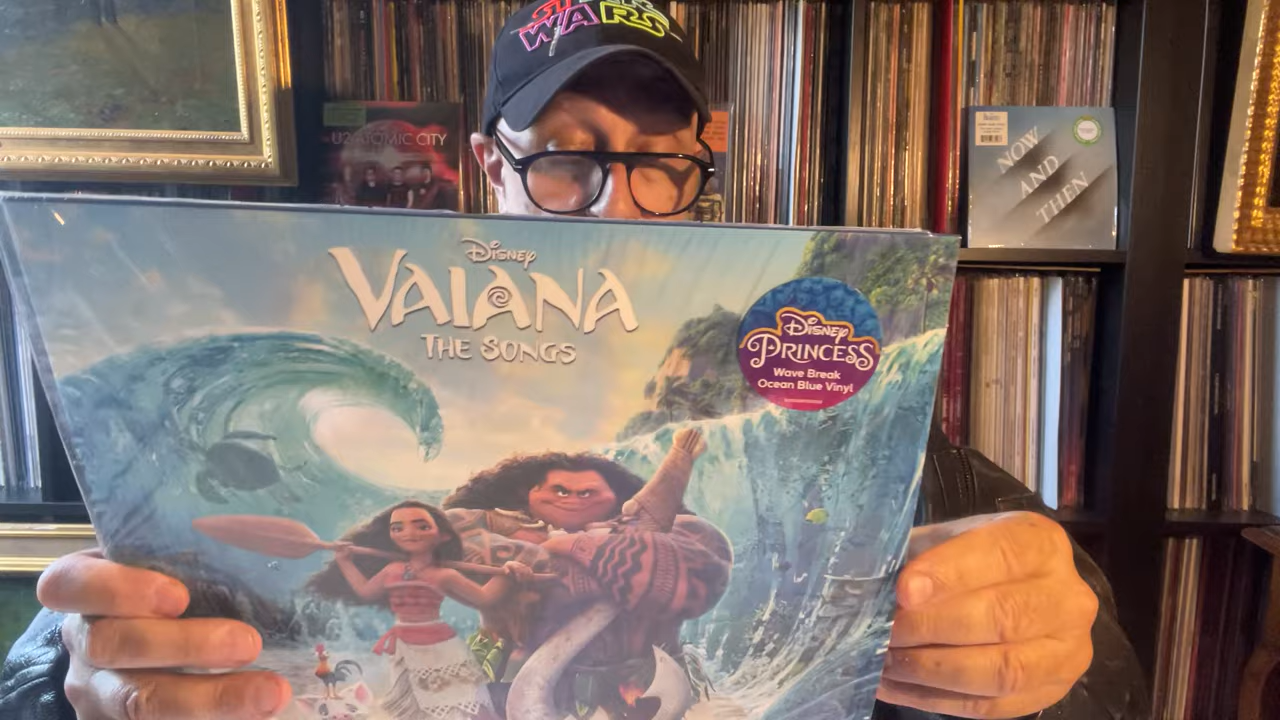 STAR
WARS
U2 ATOMIC CITY
NOW
AND
THEN
Disney
VAIANA
THE SONGS
Disney
PRINCESS
Wave Break
Ocean Blue Vinyl